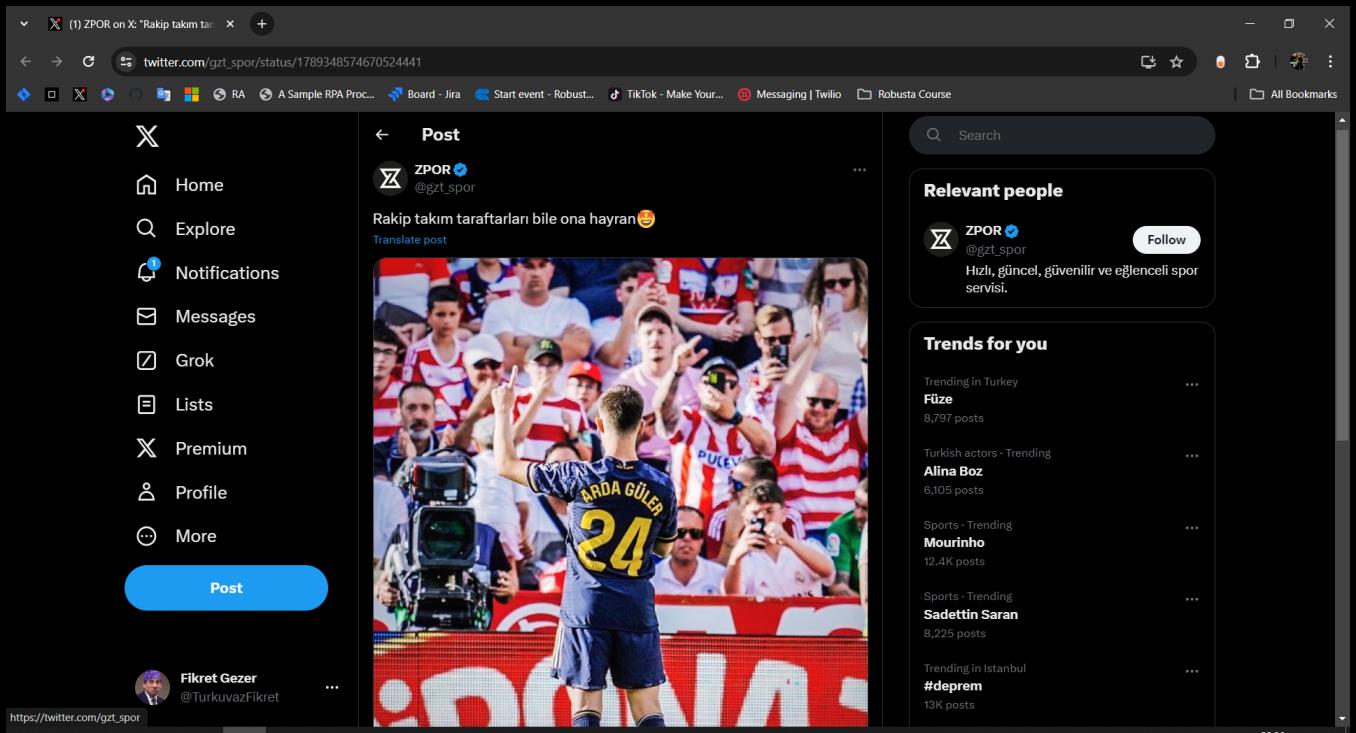 (1) ZPOR on X: "Rakip takım tar
twitter.com/gzt_spor/status/1789348574670524441
RA
A Sample RPA Proc...
Board - Jira
Start event - Robust...
TikTok - Make Your...
Messaging | Twilio
Robusta Course
All Bookmarks
Home
Explore
1
Notifications
Messages
Grok
Lists
Premium
Profile
More
Post
Fikret Gezer
@TurkuvazFikret
https://twitter.com/gzt_spor
Post
ZPOR
@gzt_spor
Rakip takım taraftarları bile ona hayran🤩
Translate post
PULEVA
ARDA GÜLER
24
Search
Relevant people
ZPOR
@gzt_spor
Follow
Hızlı, güncel, güvenilir ve eğlenceli spor
servisi.
Trends for you
Trending in Turkey
Füze
8,797 posts
Turkish actors · Trending
Alina Boz
6,105 posts
Sports · Trending
Mourinho
12.4K posts
Sports · Trending
Sadettin Saran
8,225 posts
Trending in Istanbul
#deprem
13K posts